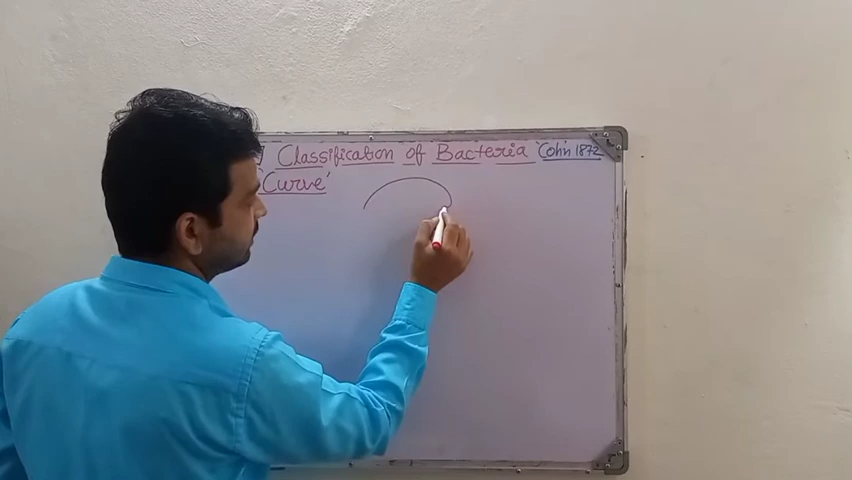 Classification of Bacteria Cohn 1872
'Curve'